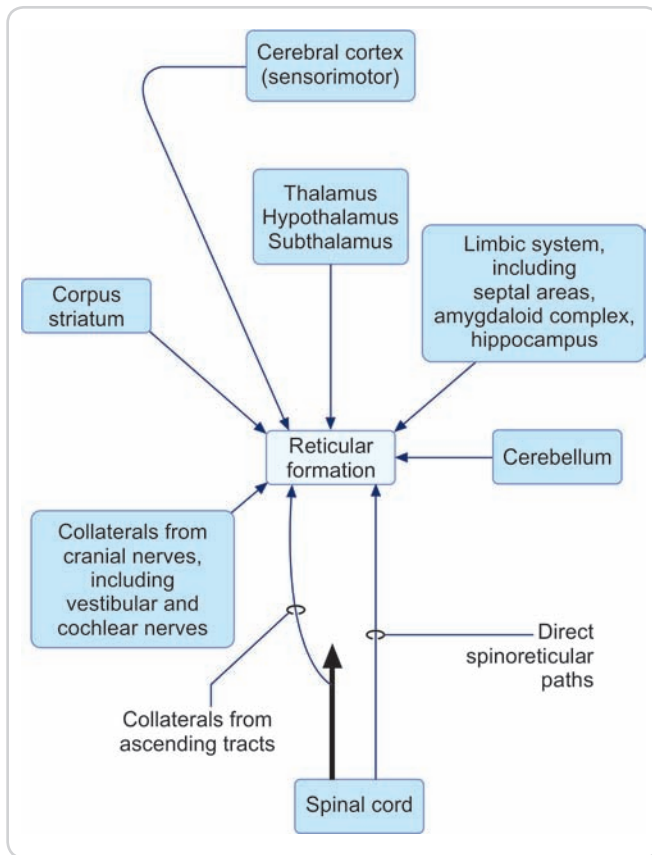 Cerebral cortex
(sensorimotor)
Thalamus
Hypothalamus
Subthalamus
Limbic system,
including
septal areas,
amygdaloid complex,
hippocampus
Corpus
striatum
Reticular
formation
Cerebellum
Collaterals from
cranial nerves,
including
vestibular and
cochlear nerves
Direct
spinoreticular
paths
Collaterals from
ascending tracts
Spinal cord